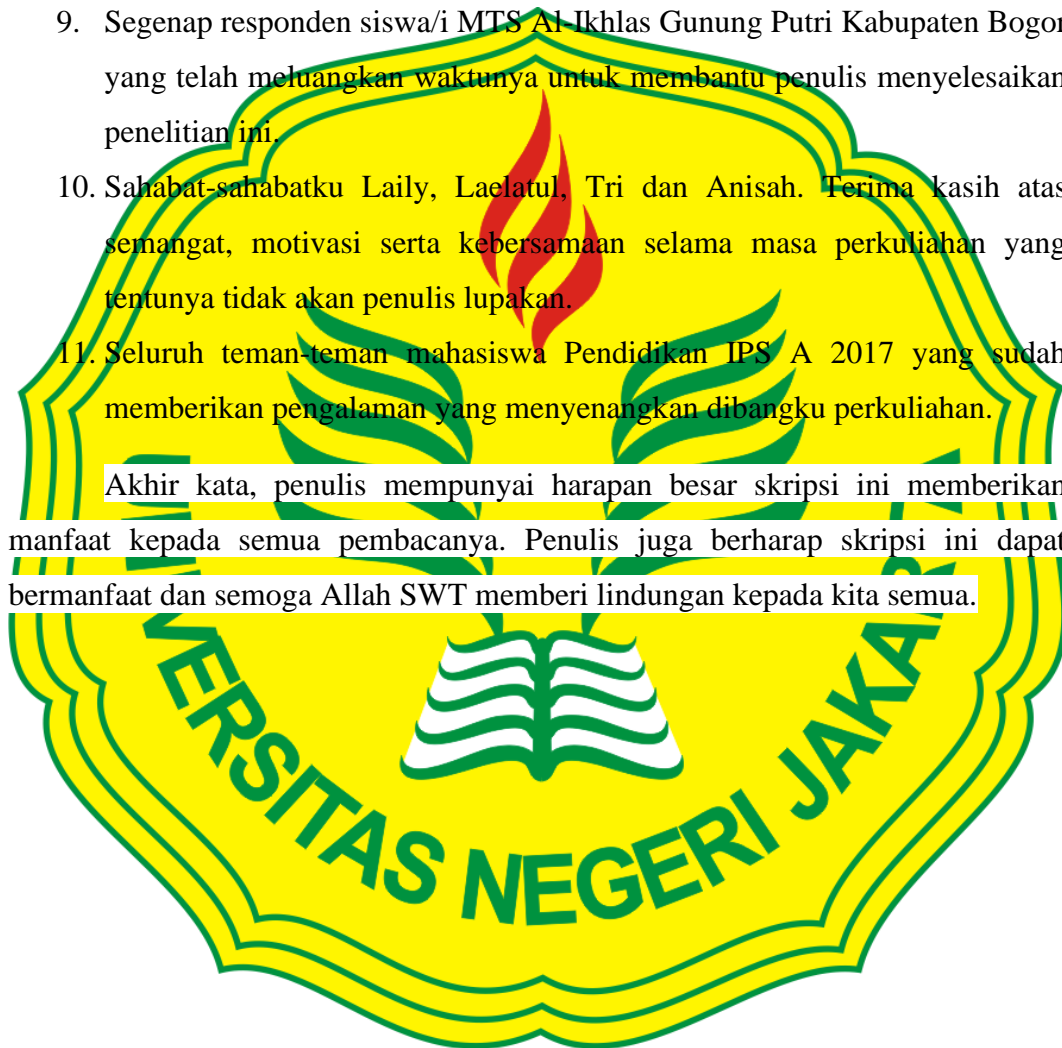 9. Segenap responden siswa/i MTS Al-Ikhlas Gunung Putri Kabupaten Bogor
yang telah meluangkan waktunya untuk membantu penulis menyelesaikan
penelitian ini.
10. Sahabat-sahabatku Laily, Laelatul, Tri dan Anisah. Terima kasih atas
semangat, motivasi serta kebersamaan selama masa perkuliahan yang
tentunya tidak akan penulis lupakan.
11. Seluruh teman-teman mahasiswa Pendidikan IPS A 2017 yang sudah
memberikan pengalaman yang menyenangkan dibangku perkuliahan.
Akhir kata, penulis mempunyai harapan besar skripsi ini memberikan
manfaat kepada semua pembacanya. Penulis juga berharap skripsi ini dapat
bermanfaat dan semoga Allah SWT memberi lindungan kepada kita semua.
UNIVERSITAS NEGERI JAKARTA